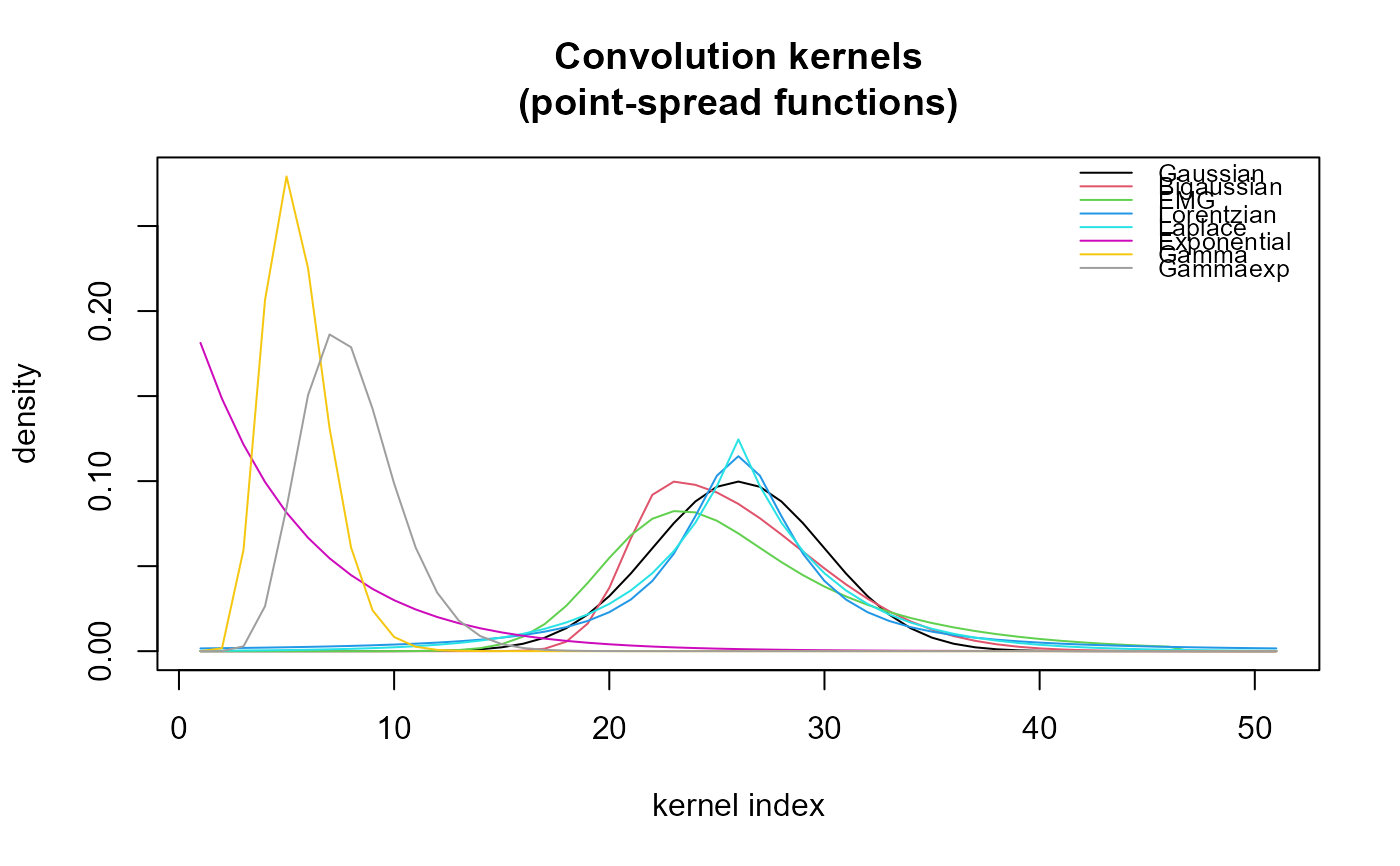 Convolution kernels
(point-spread functions)
Gaussian
Bigaussian
EMG
Lorentzian
Laplace
Exponential
Gamma
Gammaexp
density
0.00
0.10
0.20
0 10 20 30 40 50
kernel index